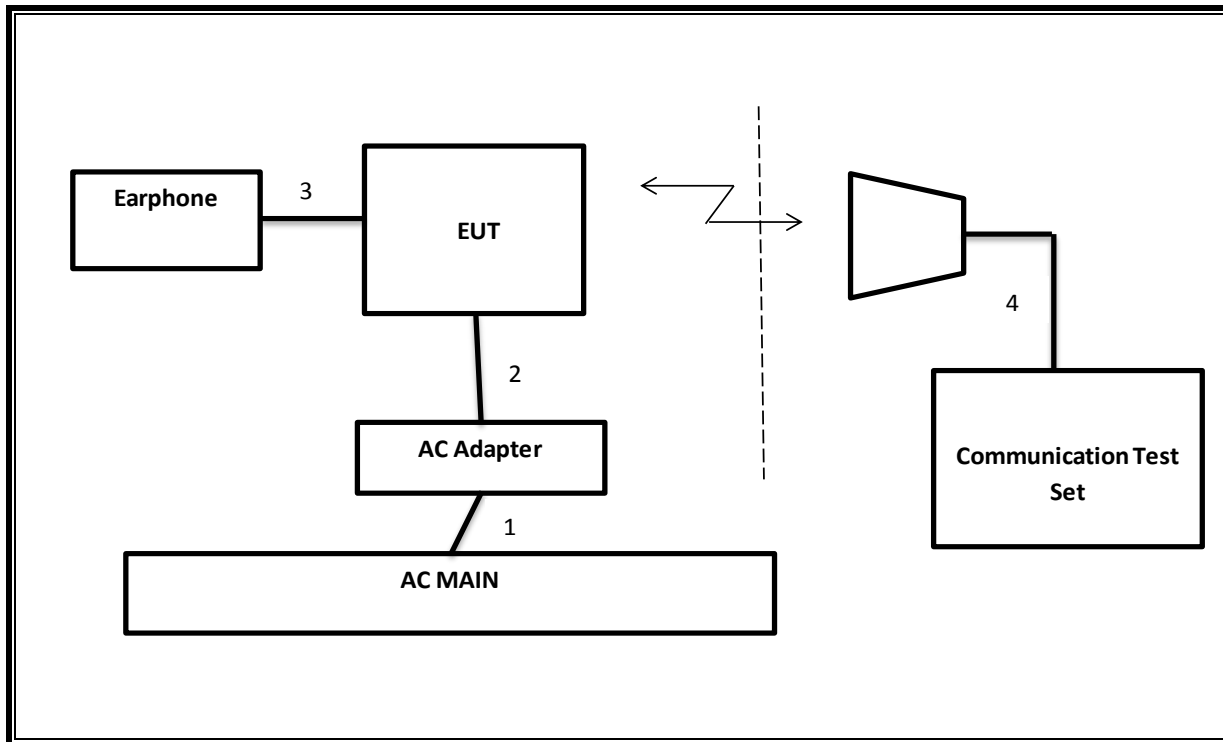 Earphone
3
EUT
2
AC Adapter
1
AC MAIN
4
Communication Test
Set